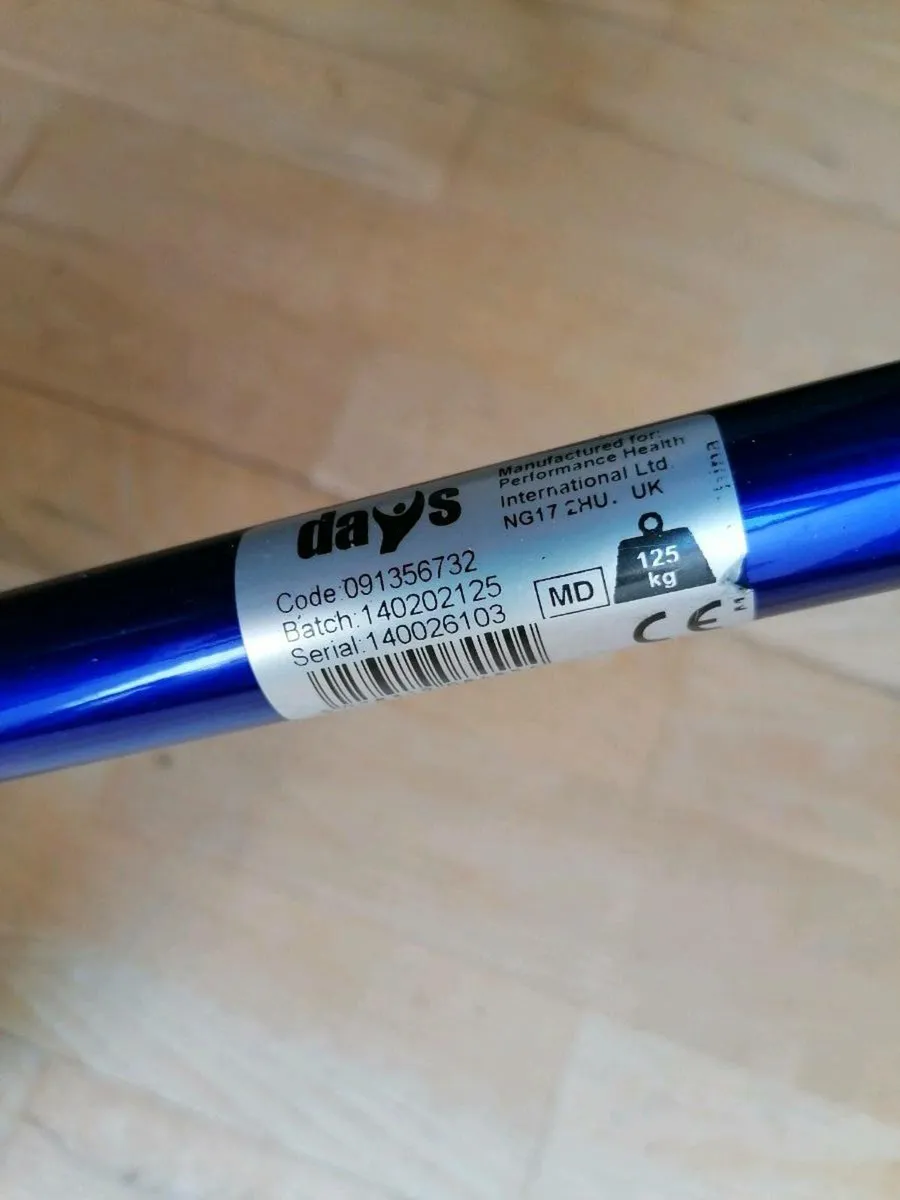 days
Manufactured for:
Performance Health
International Ltd.
NG17 2HU. UK
Code:091356732
Batch:140202125
Serial:140026103
MD
125
kg
CE